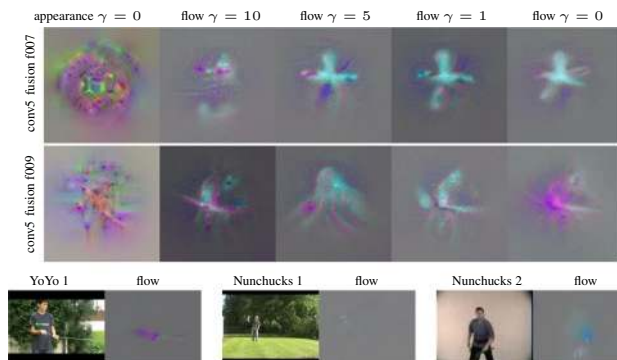 appearance γ = 0 flow γ = 10 flow γ = 5 flow γ = 1 flow γ = 0
conv5 fusion f007
conv5 fusion f009
YoYo 1 flow Nunchucks 1 flow Nunchucks 2 flow